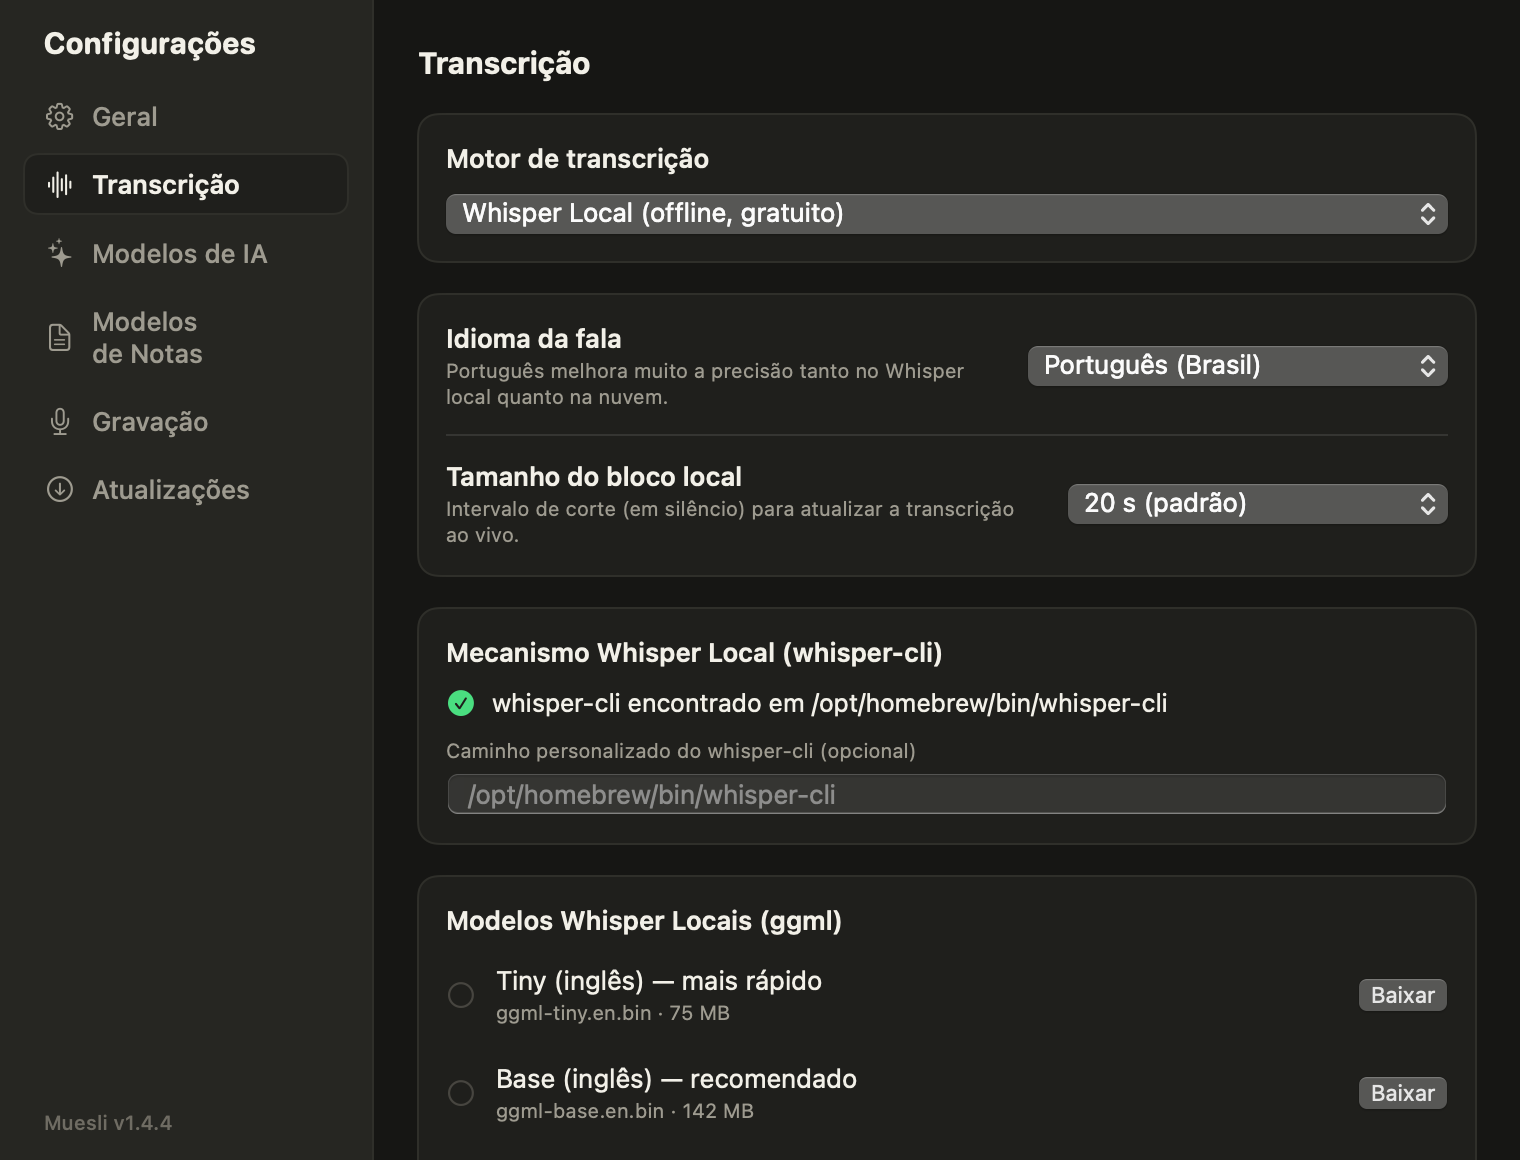 Configurações
Geral
Transcrição
Modelos de IA
Modelos
de Notas
Gravação
Atualizações
Muesli v1.4.4
Transcrição
Motor de transcrição
Whisper Local (offline, gratuito)
Idioma da fala
Português melhora muito a precisão tanto no Whisper
local quanto na nuvem.
Português (Brasil)
Tamanho do bloco local
Intervalo de corte (em silêncio) para atualizar a transcrição
ao vivo.
20 s (padrão)
Mecanismo Whisper Local (whisper-cli)
whisper-cli encontrado em /opt/homebrew/bin/whisper-cli
Caminho personalizado do whisper-cli (opcional)
/opt/homebrew/bin/whisper-cli
Modelos Whisper Locais (ggml)
Tiny (inglês) — mais rápido
ggml-tiny.en.bin · 75 MB
Baixar
Base (inglês) — recomendado
ggml-base.en.bin · 142 MB
Baixar